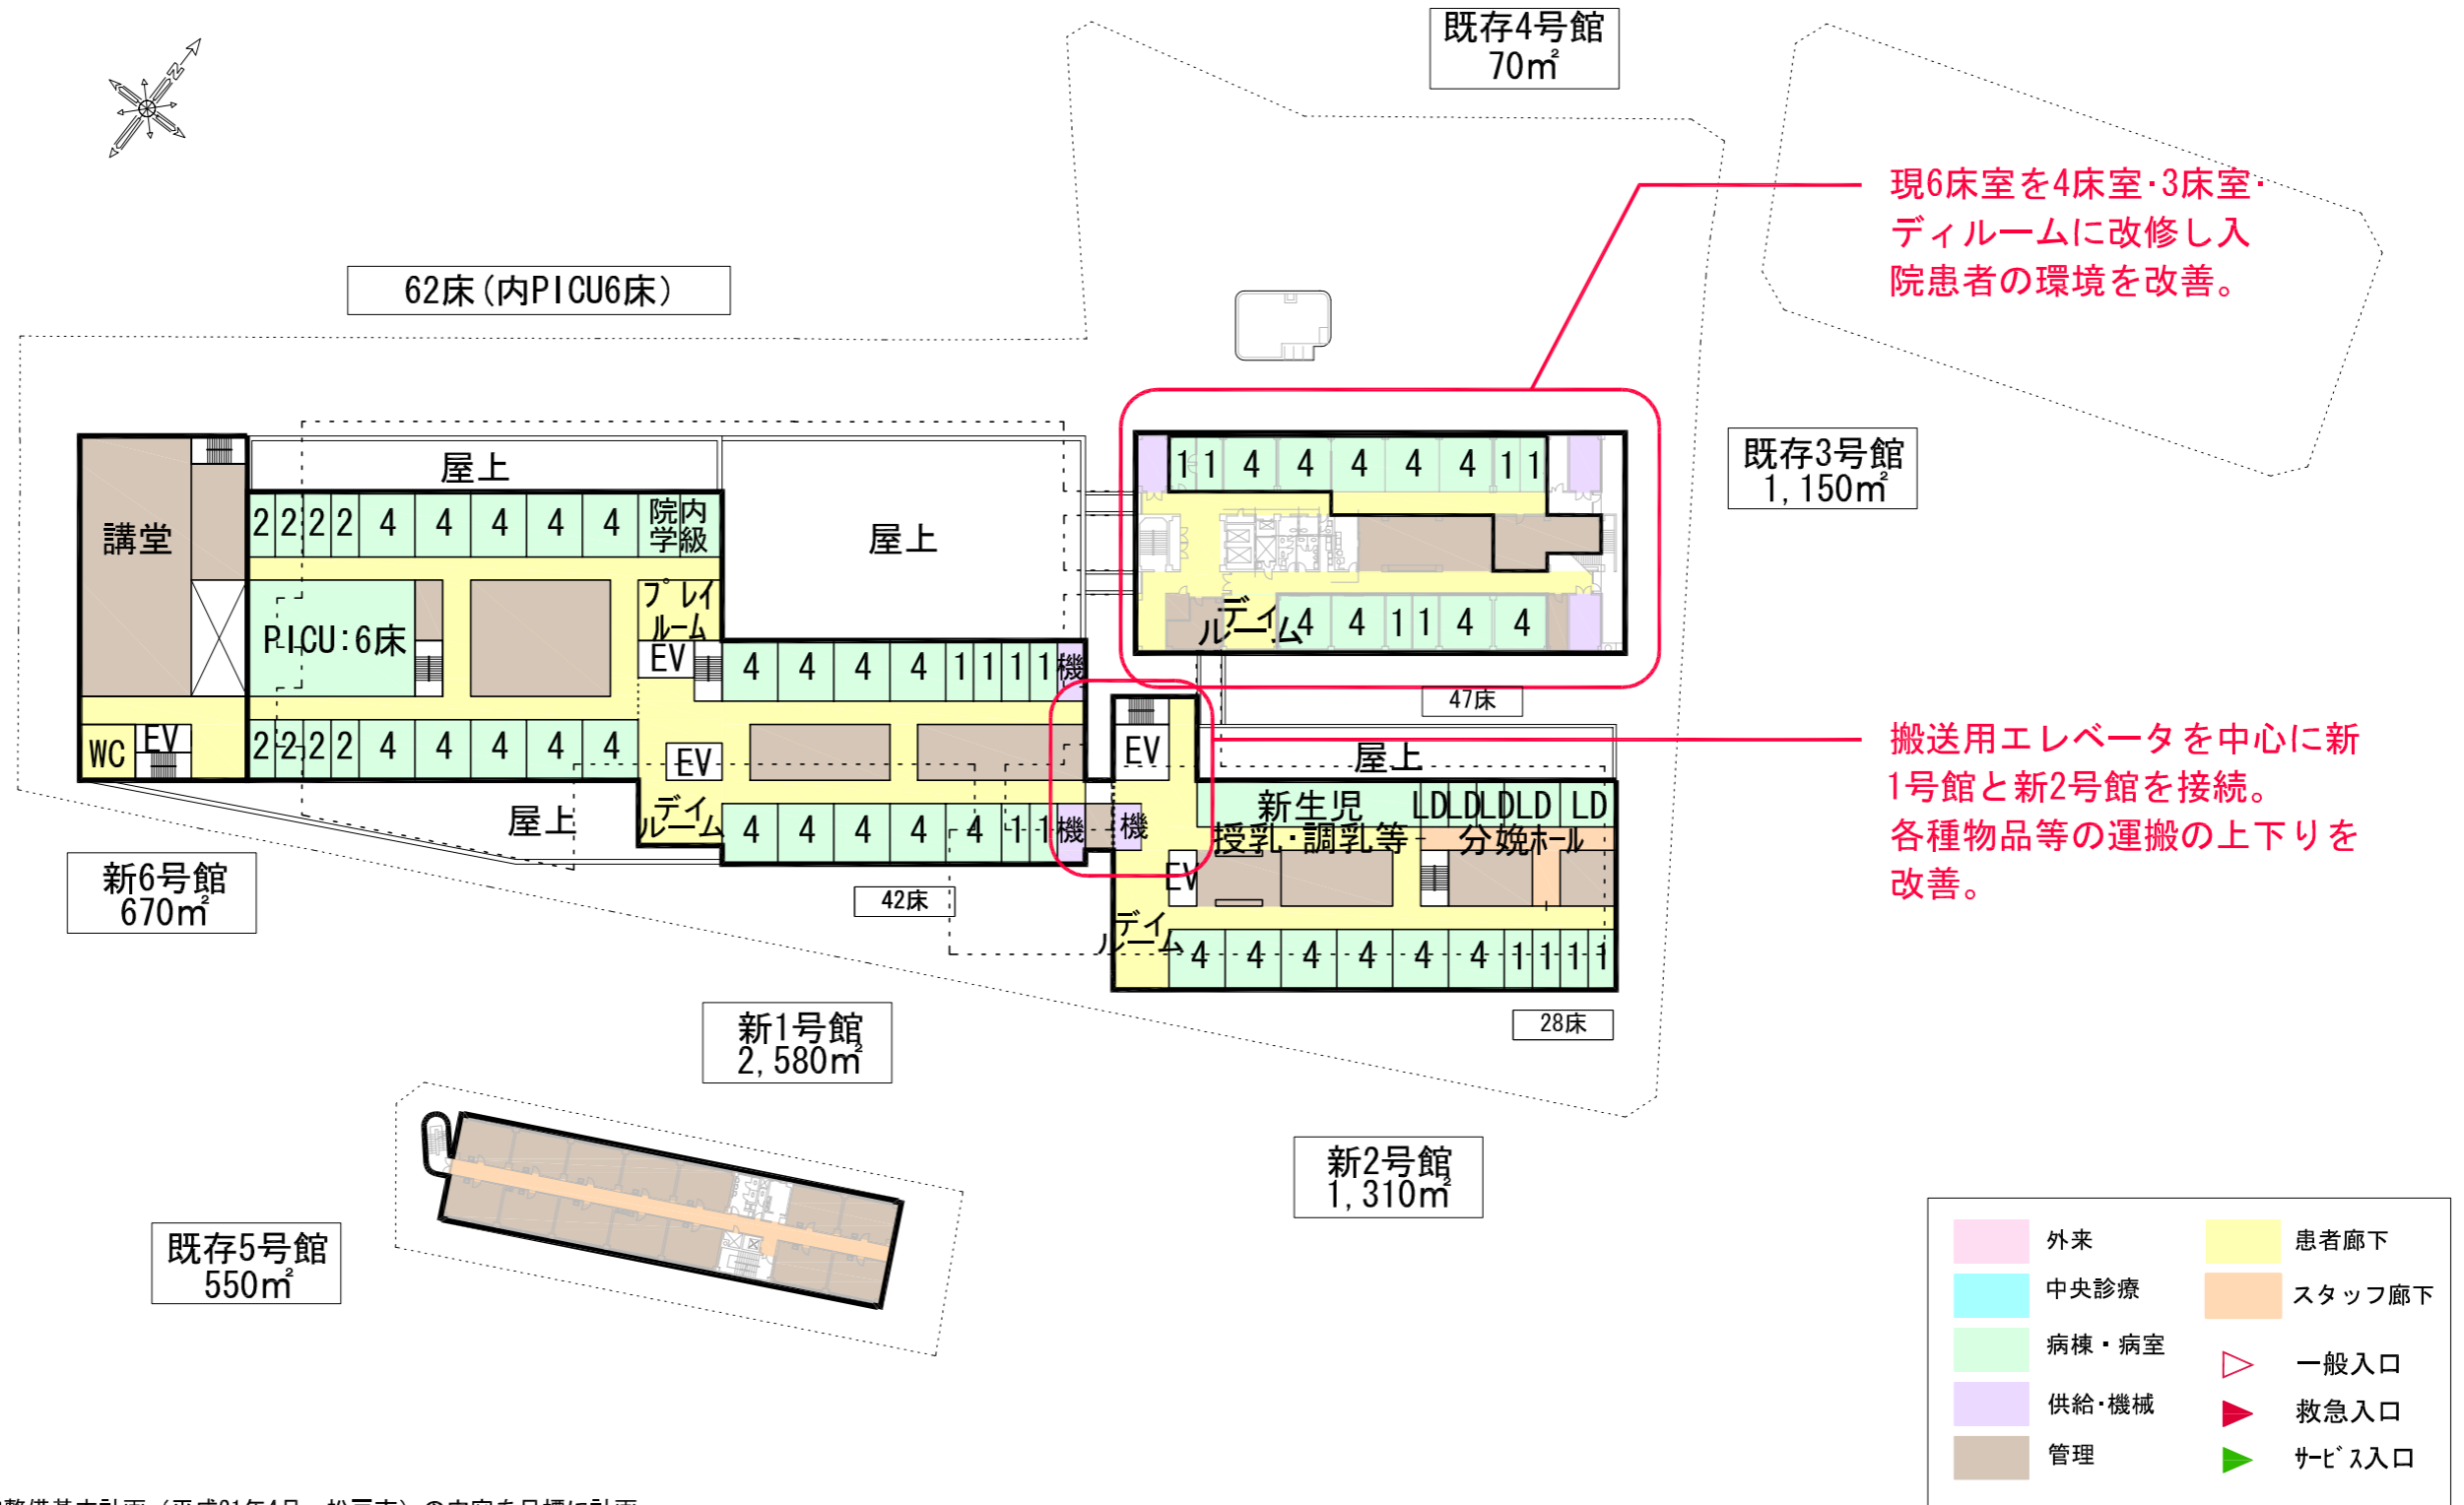 N
既存4号館
70㎡
現6床室を4床室･3床室･
ディルームに改修し入
院患者の環境を改善。
62床(内PICU6床)
既存3号館
1,150㎡
屋上
1 1 4 4 4 4 4 1 1
講堂
2 2 2 2 4 4 4 4 4 院内
学級
屋上
プレイ
ルーム
PICU:6床
EV
デイ
ルーム
4 4 1 1 4 4
4 4 4 4 1 1 1 1 機
47床
WC
EV
2 2 2 2 4 4 4 4 4
EV
EV
屋上
搬送用エレベータを中心に新
1号館と新2号館を接続。
各種物品等の運搬の上下りを
改善。
屋上
デイ
ルーム
4 4 4 4 4 1 1 機
機
新生児
LD LD LD LD LD
授乳･調乳等
分娩ホール
EV
新6号館
670㎡
42床
デイ
ルーム
4 4 4 4 4 4 1 1 1 1
新1号館
2,580㎡
28床
新2号館
1,310㎡
既存5号館
550㎡
外来
患者廊下
中央診療
スタッフ廊下
病棟・病室
一般入口
供給･機械
救急入口
管理
サービス入口